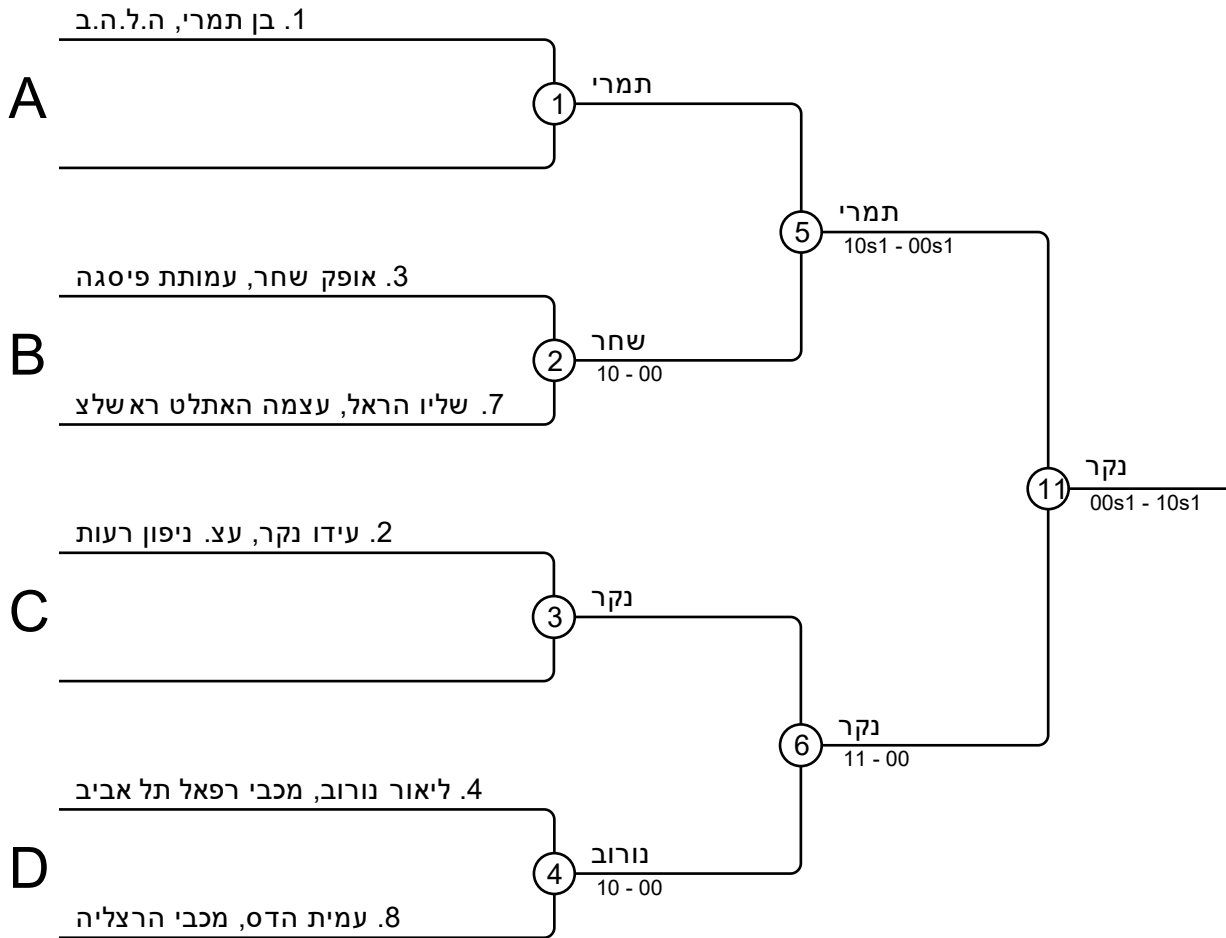 1. בן תמרי, ה.ל.ה.ב
A
1
תמרי
5
תמרי
10s1 - 00s1
3. אופק שחר, עמותת פיסגה
B
2
שחר
10 - 00
7. שליו הראל, עצמה האתלט ראשלצ
11
נקר
00s1 - 10s1
2. עידו נקר, עצ. ניפון רעות
C
3
נקר
6
נקר
11 - 00
4. ליאור נורוב, מכבי רפאל תל אביב
D
4
נורוב
10 - 00
8. עמית הדס, מכבי הרצליה